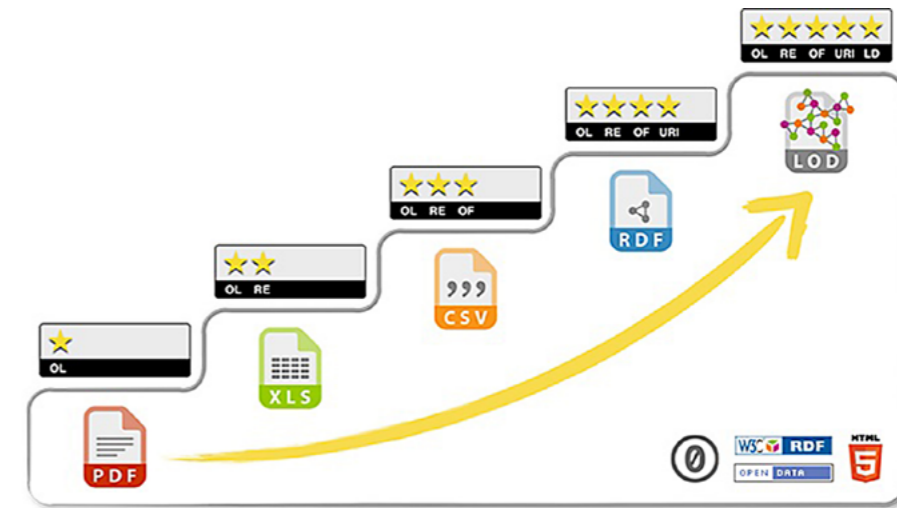 OL RE OF URI LD
LOD
OL RE OF URI
RDF
OL RE OF
,,,
CSV
OL RE
XLS
OL
PDF
0
W3C RDF
OPEN DATA
HTML
5